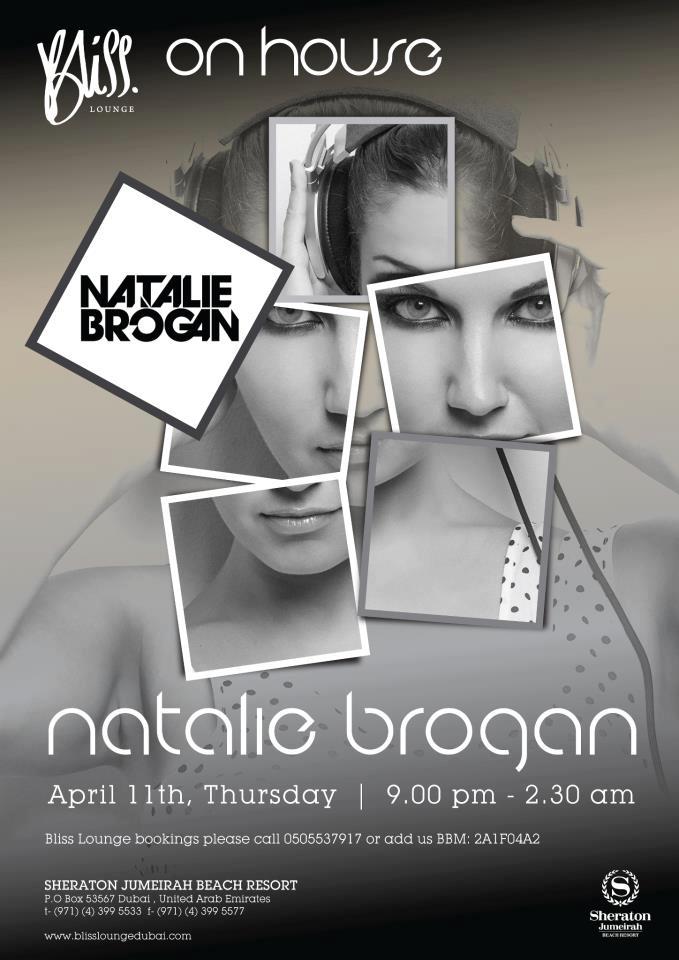 Bliss.
LOUNGE
on house
NATALIE
BROGAN
natalie brogan
April 11th, Thursday | 9.00 pm - 2.30 am
Bliss Lounge bookings please call 0505537917 or add us BBM: 2A1F04A2
SHERATON JUMEIRAH BEACH RESORT
P.O Box 53567 Dubai , United Arab Emirates
t- (971) (4) 399 5533 f- (971) (4) 399 5577
www.blissloungedubai.com
S
Sheraton
Jumeirah
BEACH RESORT